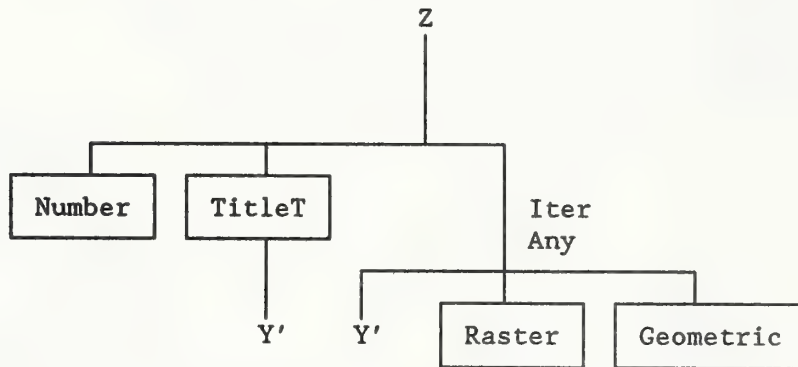 Z
Number
TitleT
Iter
Any
Y'
Y'
Raster
Geometric